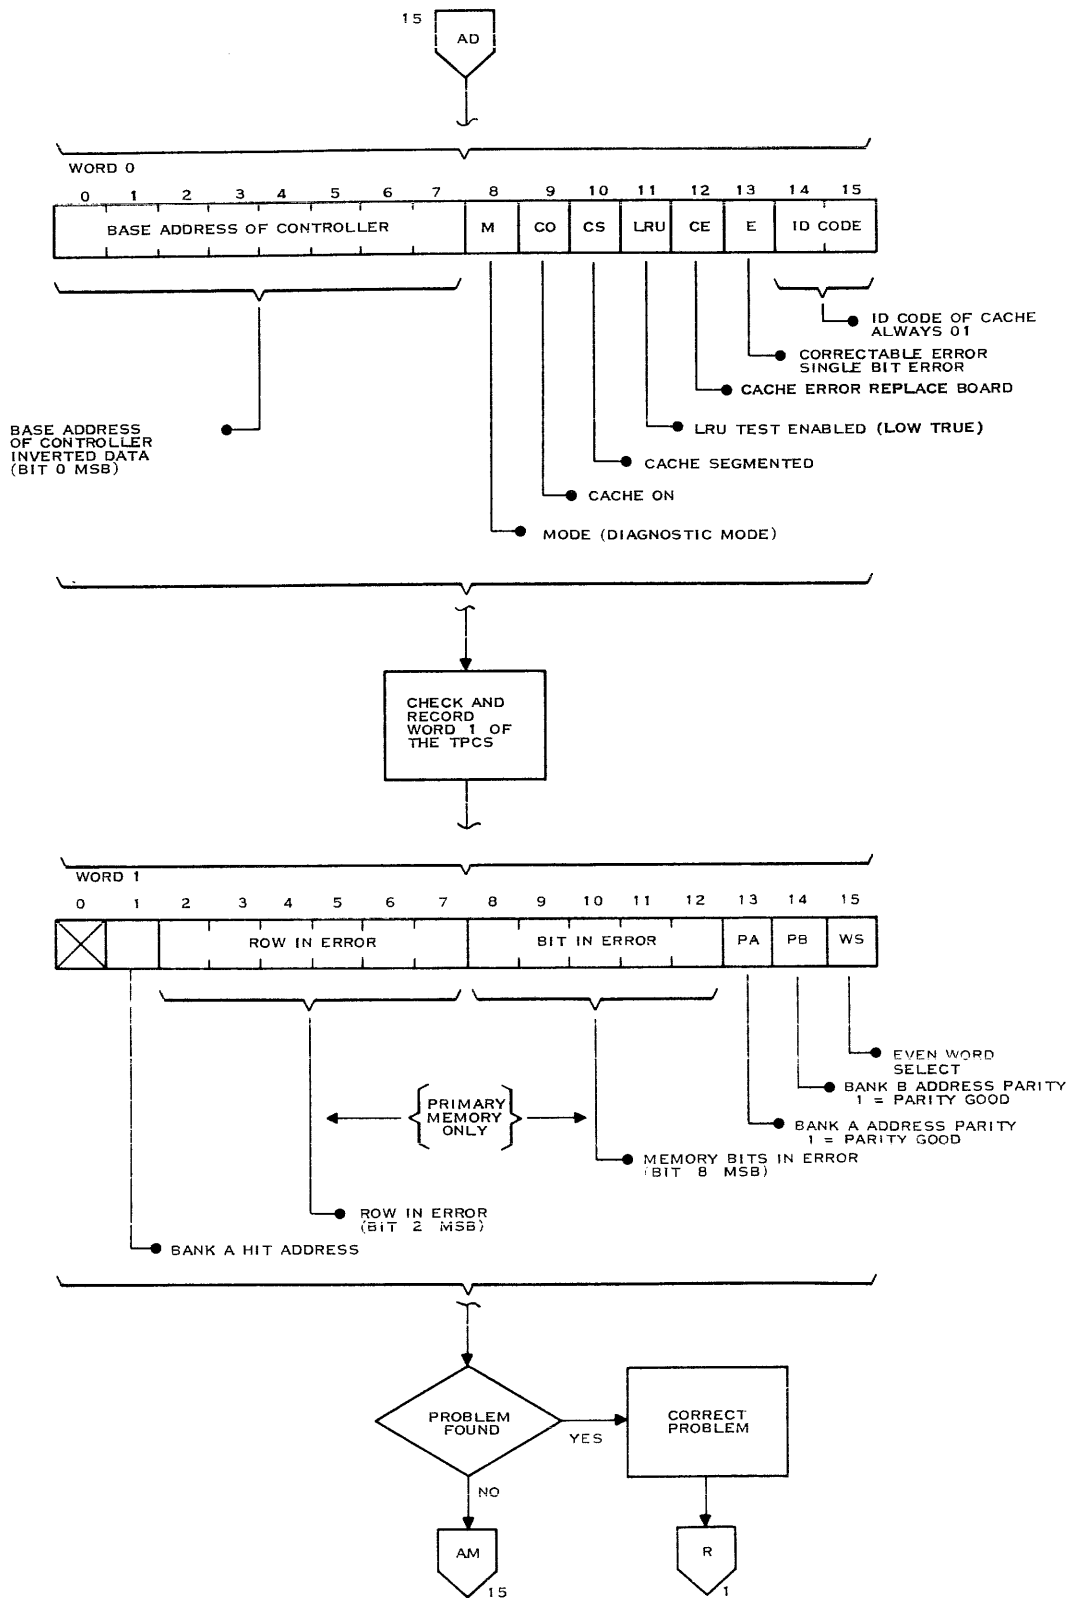 15
AD
WORD 0
0 1 2 3 4 5 6 7 8 9 10 11 12 13 14 15
BASE ADDRESS OF CONTROLLER M CO CS LRU CE E ID CODE
ID CODE OF CACHE
ALWAYS 01
CORRECTABLE ERROR
SINGLE BIT ERROR
CACHE ERROR REPLACE BOARD
BASE ADDRESS
OF CONTROLLER
INVERTED DATA
(BIT 0 MSB)
LRU TEST ENABLED (LOW TRUE)
CACHE SEGMENTED
CACHE ON
MODE (DIAGNOSTIC MODE)
CHECK AND
RECORD
WORD 1 OF
THE TPCS
WORD 1
0 1 2 3 4 5 6 7 8 9 10 11 12 13 14 15
ROW IN ERROR BIT IN ERROR PA PB WS
EVEN WORD
SELECT
BANK B ADDRESS PARITY
1 = PARITY GOOD
PRIMARY
MEMORY
ONLY
BANK A ADDRESS PARITY
1 = PARITY GOOD
MEMORY BITS IN ERROR
(BIT 8 MSB)
ROW IN ERROR
(BIT 2 MSB)
BANK A HIT ADDRESS
PROBLEM
FOUND
YES
CORRECT
PROBLEM
NO
AM
15
R
1